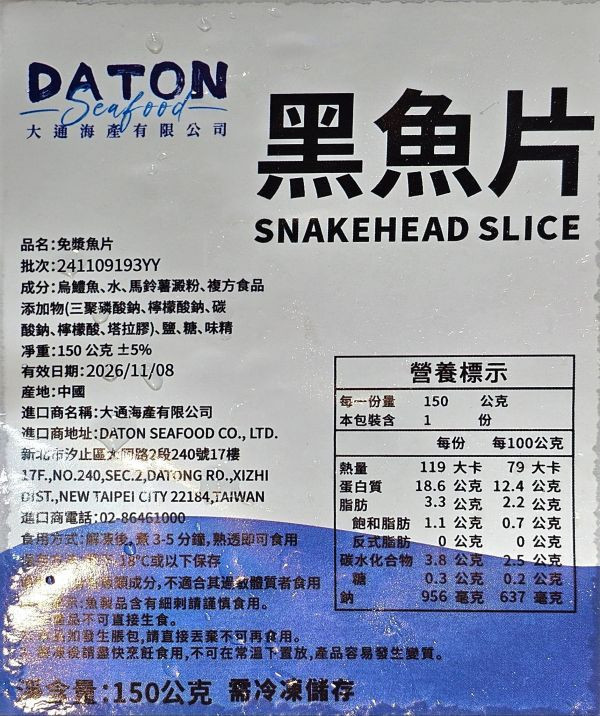 DATON
Seafood
大通海產有限公司
黑魚片
SNAKEHEAD SLICE
品名:免漿魚片
批次:241109193YY
成分:烏鱧魚、水、馬鈴薯澱粉、複方食品
添加物(三聚磷酸鈉、檸檬酸鈉、碳
酸鈉、檸檬酸、塔拉膠)、鹽、糖、味精
淨重:150 公克 ±5%
有效日期:2026/11/08
產地:中國
進口商名稱:大通海產有限公司
進口商地址:DATON SEAFOOD CO., LTD.
新北市汐止區大同路2段240號17樓
17F.,NO.240,SEC.2,DATONG RD.,XIZHI
DIST.,NEW TAIPEI CITY 22184,TAIWAN
進口商電話:02-86461000
食用方式:解凍後,煮 3-5 分鐘,熟透即可食用
-18°C或以下保存
類成分,不適合其過敏體質者食用
示:魚製品含有細刺請謹慎食用。
品不可直接生食。
如發生脹包,請直接丟棄不可再食用。
後請盡快烹飪食用,不可在常溫下置放,產品容易發生變質。
淨含量:150公克 需冷凍儲存
營養標示
每一份量 150 公克
本包裝含 1 份
每份 每100公克
熱量 119 大卡 79 大卡
蛋白質 18.6 公克 12.4 公克
脂肪 3.3 公克 2.2 公克
飽和脂肪 1.1 公克 0.7 公克
反式脂肪 0 公克 0 公克
碳水化合物 3.8 公克 2.5 公克
糖 0.3 公克 0.2 公克
鈉 956 毫克 637 毫克